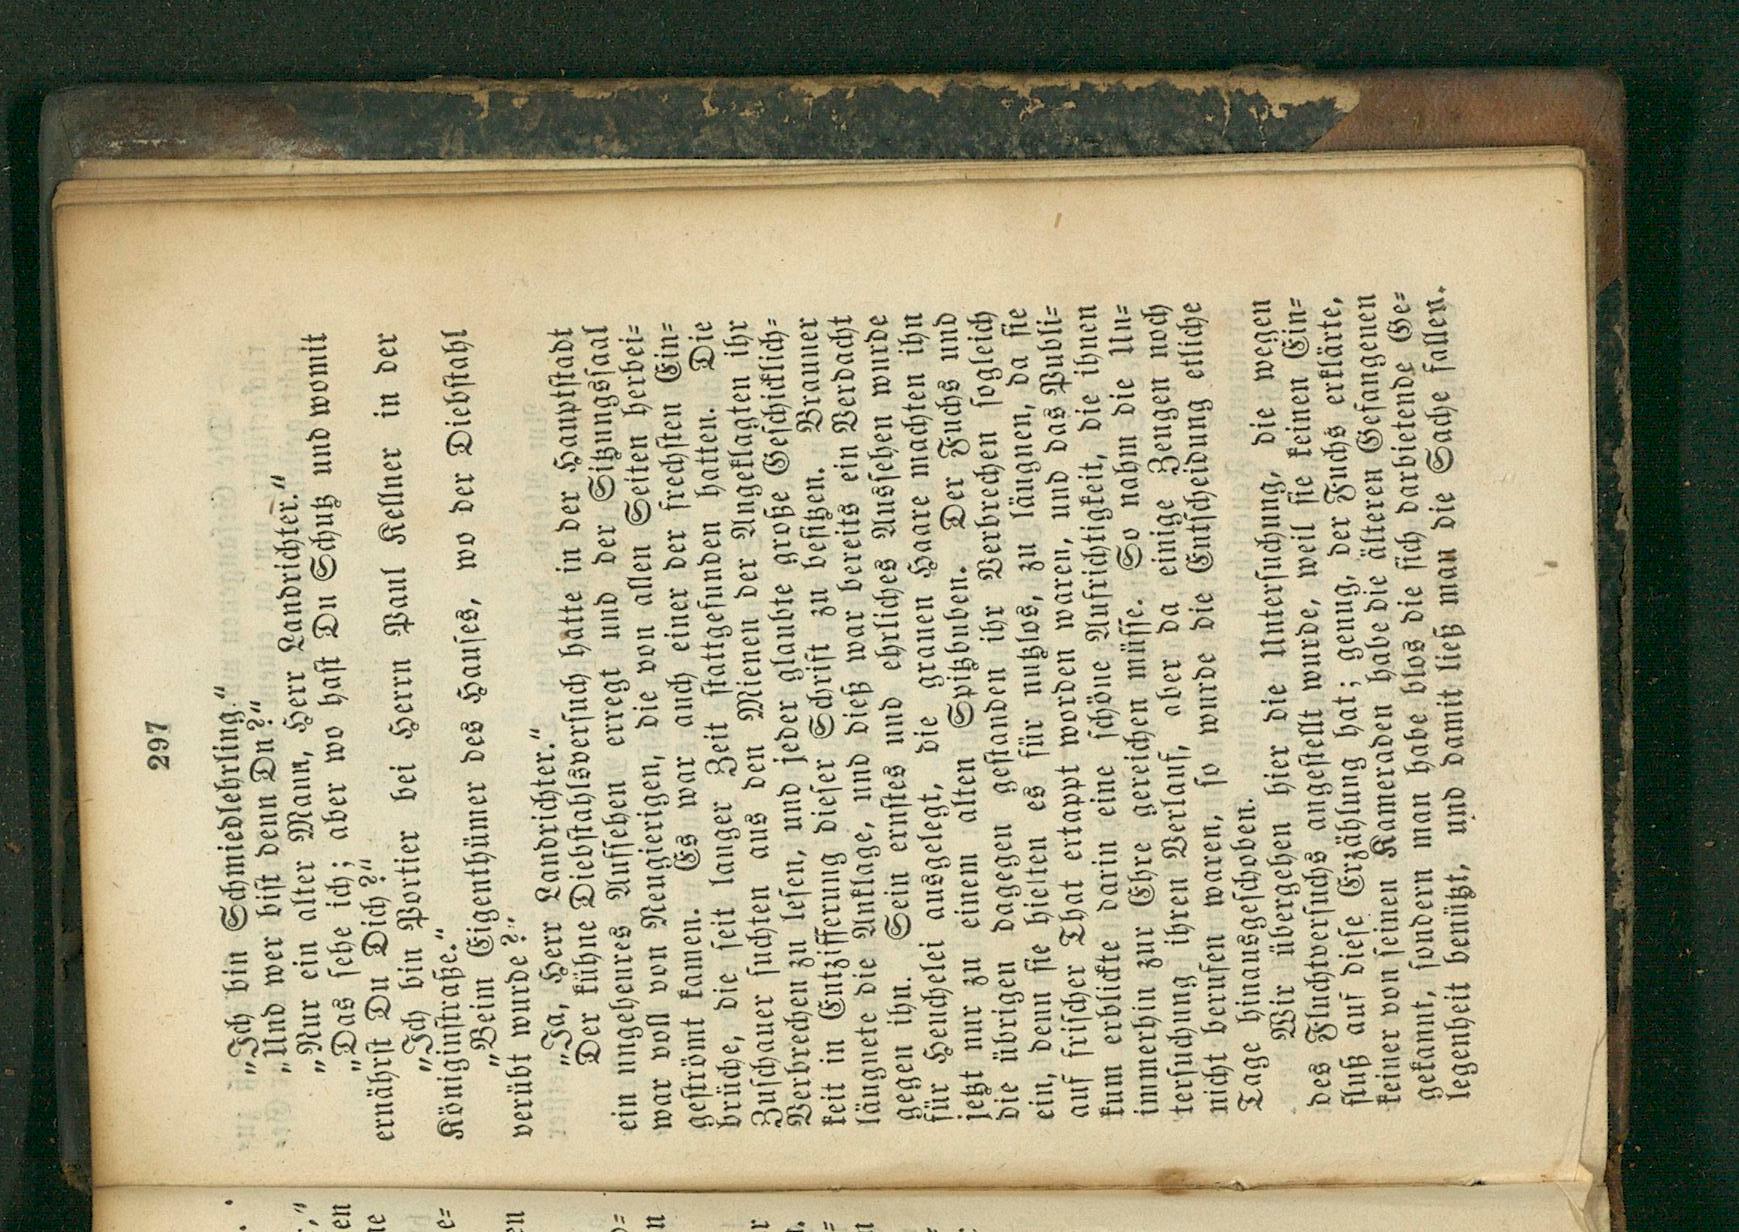 297
„Ich bin Schmiedlehrling.“
„Und wer bist denn Du?“
„Nur ein alter Mann, Herr Landrichter.“
„Das sehe ich; aber wo hast Du Schutz und womit
ernährst Du Dich?“
„Ich bin Portier bei Herrn Paul Kellner in der
Königinstraße.“
„Beim Eigenthümer des Hauses, wo der Diebstahl
verübt wurde?“
„Ja, Herr Landrichter.“
Der kühne Diebstahlsversuch hatte in der Hauptstadt
ein ungeheures Aufsehen erregt und der Sitzungssaal
war voll von Neugierigen, die von allen Seiten herbei=
geströmt kamen. Es war auch einer der frechsten Ein=
brüche, die seit langer Zeit stattgefunden hatten. Die
Zuschauer suchten aus den Mienen der Angeklagten ihr
Verbrechen zu lesen, und jeder glaubte große Geschicklich=
keit in Entzifferung dieser Schrift zu besitzen. Brauner
läugnete die Anklage, und dieß war bereits ein Verdacht
gegen ihn. Sein ernstes und ehrliches Aussehen wurde
für Heuchelei ausgelegt, die grauen Haare machten ihn
jetzt nur zu einem alten Spitzbuben. Der Fuchs und
die übrigen dagegen gestanden ihr Verbrechen sogleich
ein, denn sie hielten es für nutzlos, zu läugnen, da sie
auf frischer That ertappt worden waren, und das Publi=
kum erblickte darin eine schöne Aufrichtigkeit, die ihnen
immerhin zur Ehre gereichen müsse. So nahm die Un=
tersuchung ihren Verlauf, aber da einige Zeugen noch
nicht berufen waren, so wurde die Entscheidung etliche
Tage hinausgeschoben.
Wir übergehen hier die Untersuchung, die wegen
des Fluchtversuchs angestellt wurde, weil sie keinen Ein=
fluß auf diese Erzählung hat; genug, der Fuchs erklärte,
keiner von seinen Kameraden habe die älteren Gefangenen
gekannt, sondern man habe blos die sich darbietende Ge=
legenheit benützt, und damit ließ man die Sache fallen.